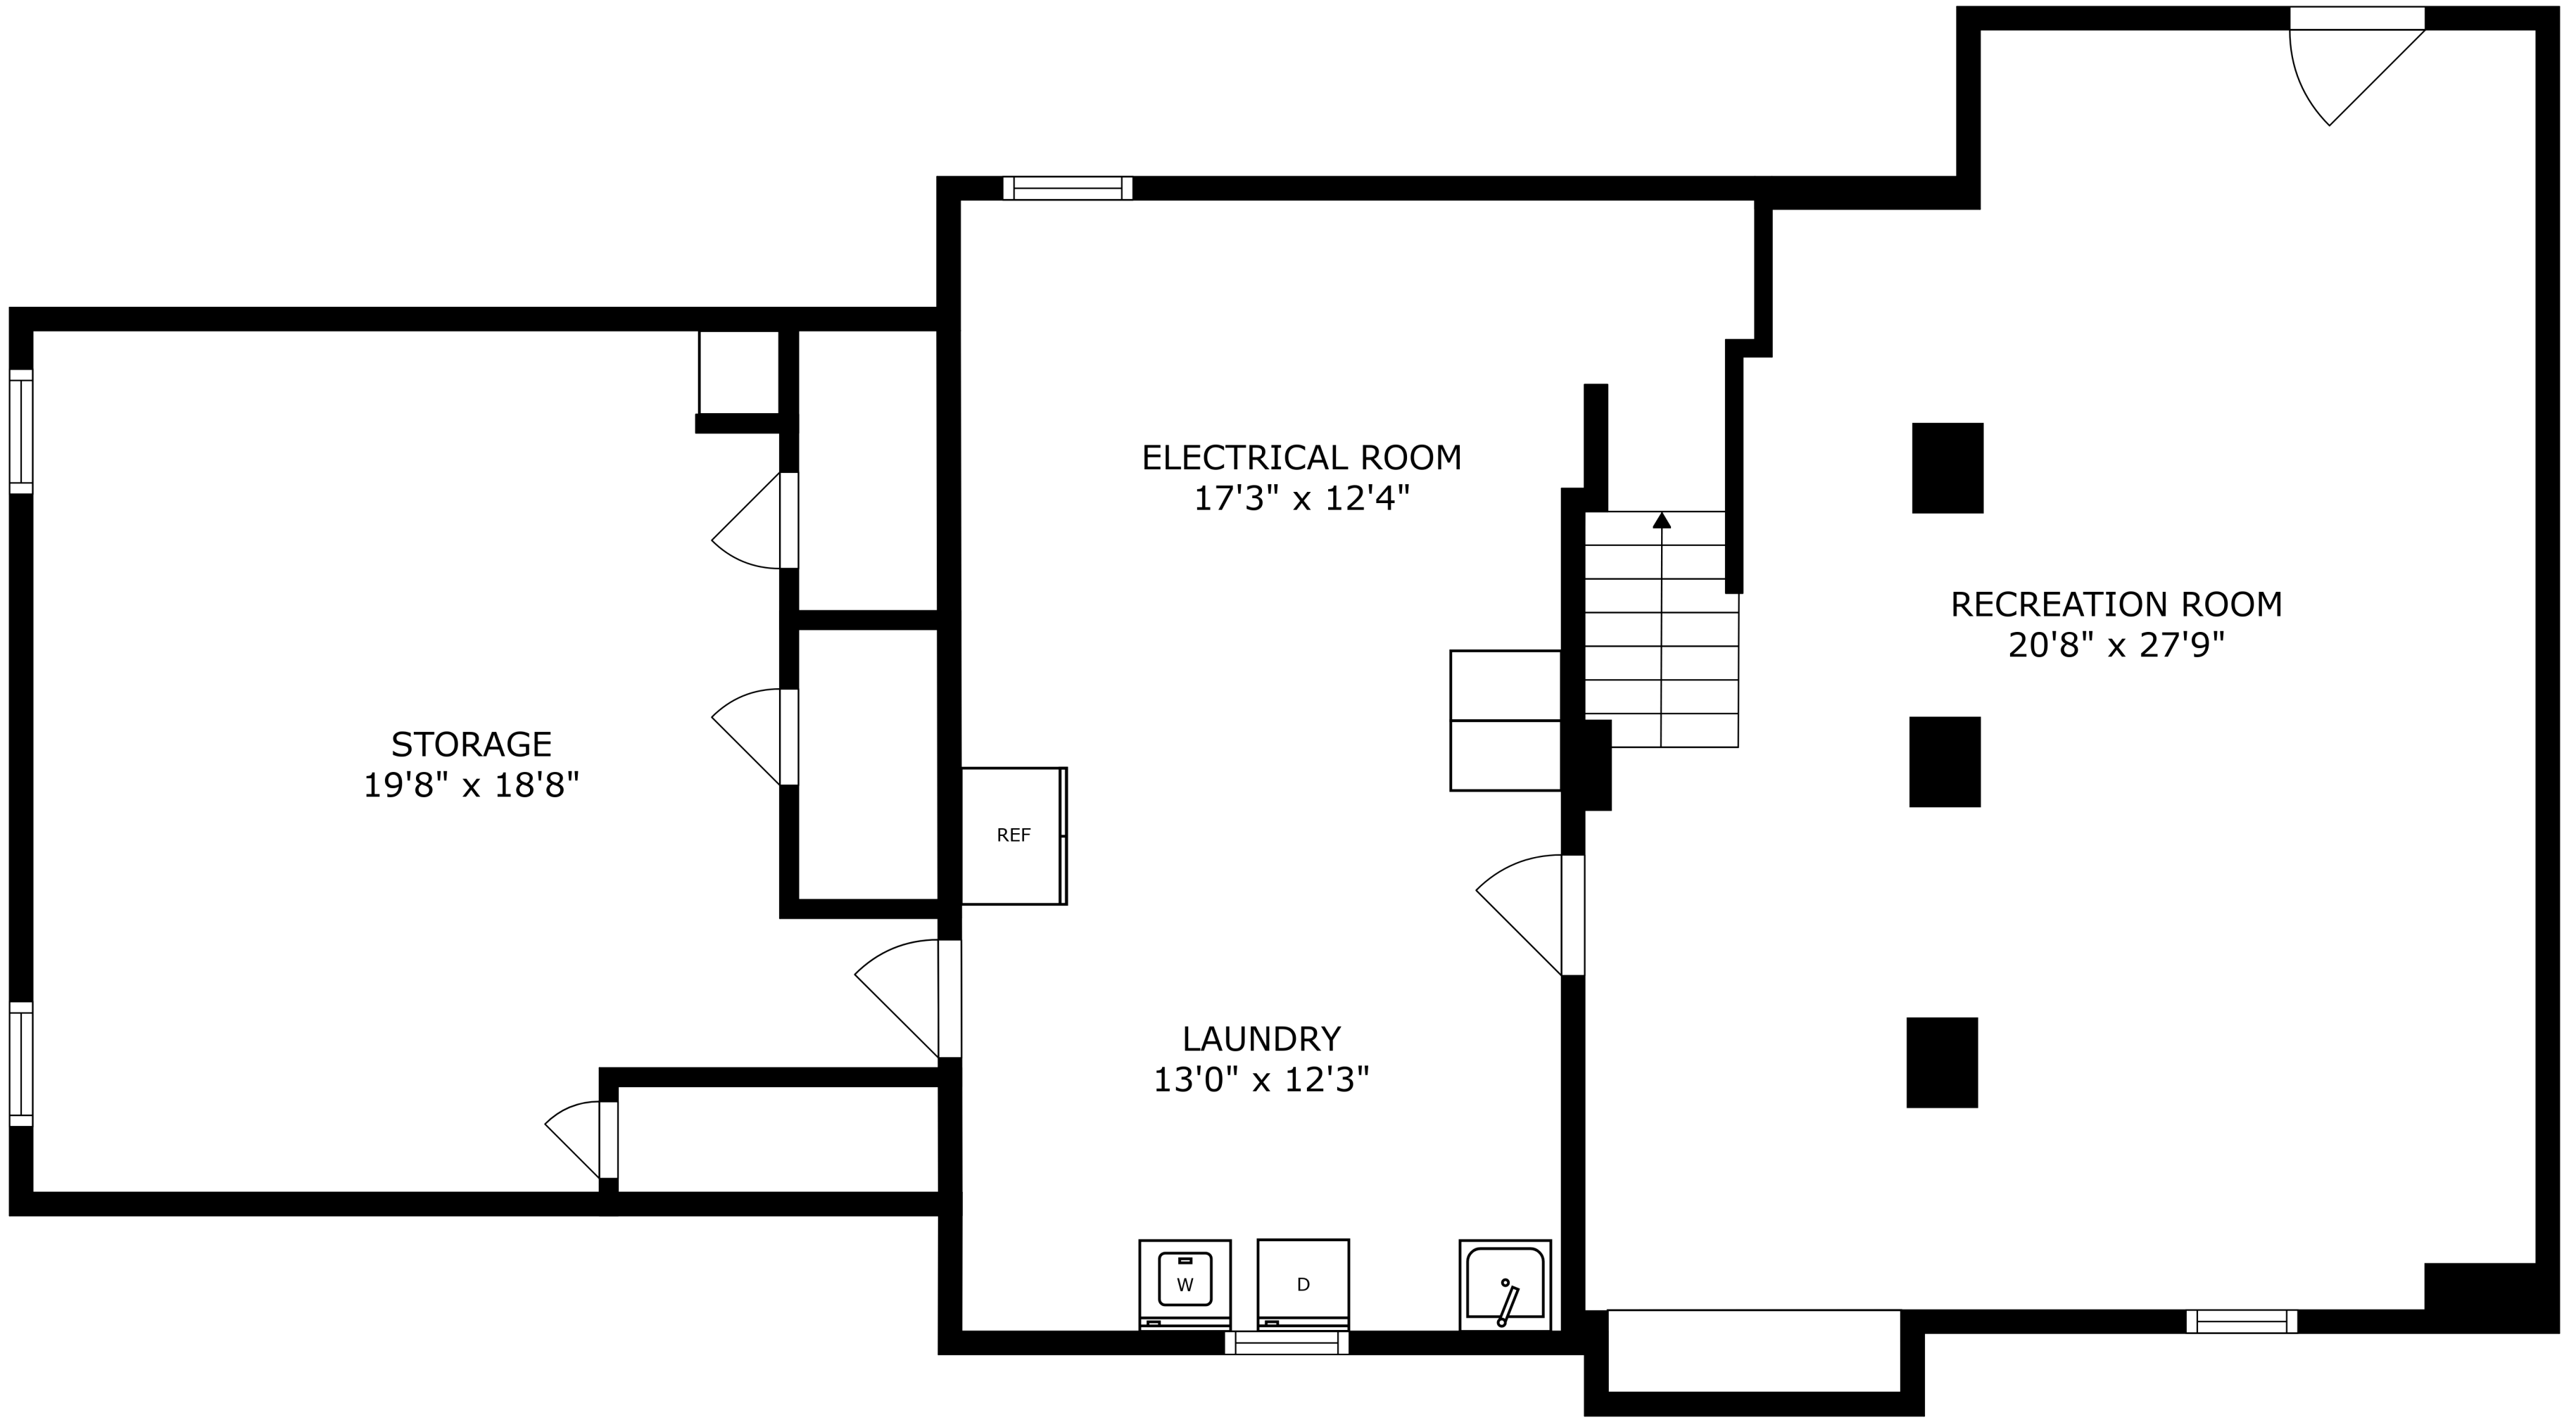 ELECTRICAL ROOM
17'3" x 12'4"
RECREATION ROOM
20'8" x 27'9"
STORAGE
19'8" x 18'8"
REF
LAUNDRY
13'0" x 12'3"
W
D